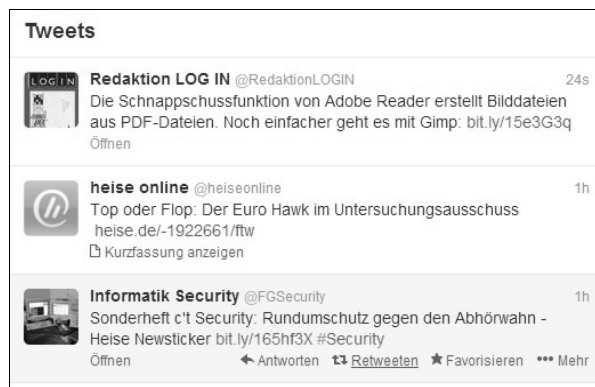 Tweets
LOG IN
Redaktion LOG IN @RedaktionLOGIN 24s
Die Schnappschussfunktion von Adobe Reader erstellt Bilddateien
aus PDF-Dateien. Noch einfacher geht es mit Gimp: bit.ly/15e3G3q
Öffnen
heise online @heiseonline 1h
Top oder Flop: Der Euro Hawk im Untersuchungsausschuss
heise.de/-1922661/ftw
Kurzfassung anzeigen
Informatik Security @FGSecurity 1h
Sonderheft c't Security: Rundumschutz gegen den Abhörwahn -
Heise Newsticker bit.ly/165hf3X #Security
Öffnen Antworten Retweeten Favorisieren Mehr